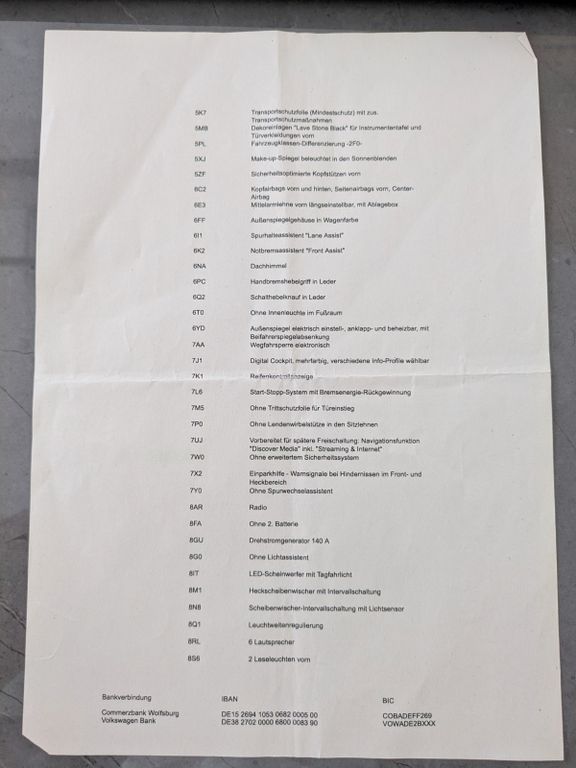 5K7 Transportschutzfolie (Mindestschutz) mit zus.
Transportschutzmaßnahmen
5MB Dekoreinlagen "Lava Stone Black" für Instrumententafel und
Türverkleidungen vorn
5PL Fahrzeugklassen-Differenzierung -2F0-
5XJ Make-up-Spiegel beleuchtet in den Sonnenblenden
5ZF Sicherheitsoptimierte Kopfstützen vorn
6C2 Kopfairbags vorn und hinten, Seitenairbags vorn, Center-
Airbag
6E3 Mittelarmlehne vorn längseinstellbar, mit Ablagebox
6FF Außenspiegelgehäuse in Wagenfarbe
6I1 Spurhalteassistent "Lane Assist"
6K2 Notbremsassistent "Front Assist"
6NA Dachhimmel
6PC Handbremshebelgriff in Leder
6Q2 Schalthebelknauf in Leder
6T0 Ohne Innenleuchte im Fußraum
6YD Außenspiegel elektrisch einstell-, anklapp- und beheizbar, mit
Beifahrerspiegelabsenkung
7AA Wegfahrsperre elektronisch
7J1 Digital Cockpit, mehrfarbig, verschiedene Info-Profile wählbar
7K1 Reifenkontrollanzeige
7L6 Start-Stopp-System mit Bremsenergie-Rückgewinnung
7M5 Ohne Trittschutzfolie für Türeinstieg
7P0 Ohne Lendenwirbelstütze in den Sitzlehnen
7UJ Vorbereitet für spätere Freischaltung: Navigationsfunktion
"Discover Media" inkl. "Streaming & Internet"
7W0 Ohne erweitertem Sicherheitssystem
7X2 Einparkhilfe - Warnsignale bei Hindernissen im Front- und
Heckbereich
7Y0 Ohne Spurwechselassistent
8AR Radio
8FA Ohne 2. Batterie
8GU Drehstromgenerator 140 A
8G0 Ohne Lichtassistent
8IT LED-Scheinwerfer mit Tagfahrlicht
8M1 Heckscheibenwischer mit Intervallschaltung
8N8 Scheibenwischer-Intervallschaltung mit Lichtsensor
8Q1 Leuchtweitenregulierung
8RL 6 Lautsprecher
8S6 2 Leseleuchten vorn
Bankverbindung IBAN BIC
Commerzbank Wolfsburg DE15 2694 1053 0682 0005 00 COBADEFF269
Volkswagen Bank DE38 2702 0000 6800 0083 90 VOWADE2BXXX